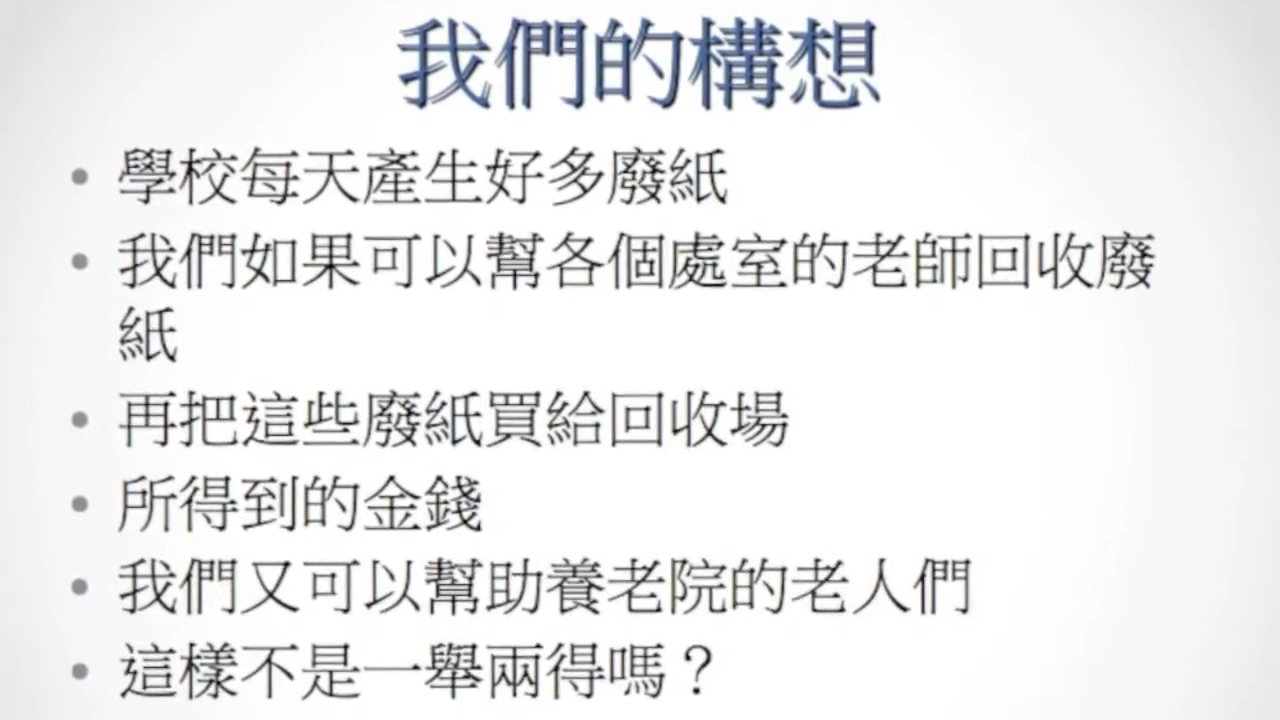 我們的構想
• 學校每天產生好多廢紙
• 我們如果可以幫各個處室的老師回收廢
紙
• 再把這些廢紙買給回收場
• 所得到的金錢
• 我們又可以幫助養老院的老人們
• 這樣不是一舉兩得嗎？